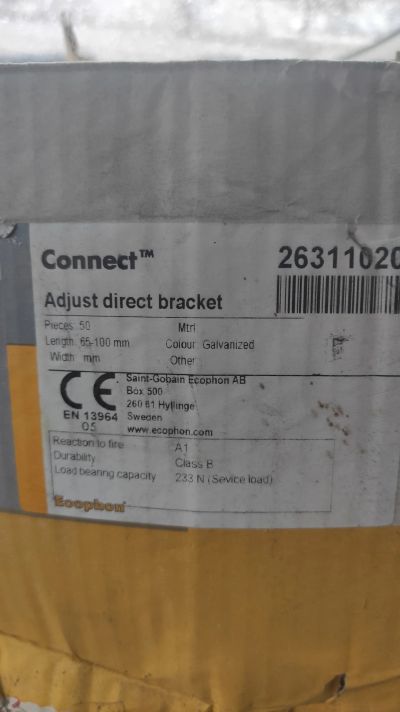 Connect™ 26311020
Adjust direct bracket
Pieces: 50 Mtrl
Length: 65-100 mm Colour: Galvanized
Width: mm Other
CE Saint-Gobain Ecophon AB
Box 500
260 61 Hyllinge
EN 13964 Sweden
05 www.ecophon.com
Reaction to fire A1
Durability Class B
Load bearing capacity 233 N (Sevice load)
Ecophon